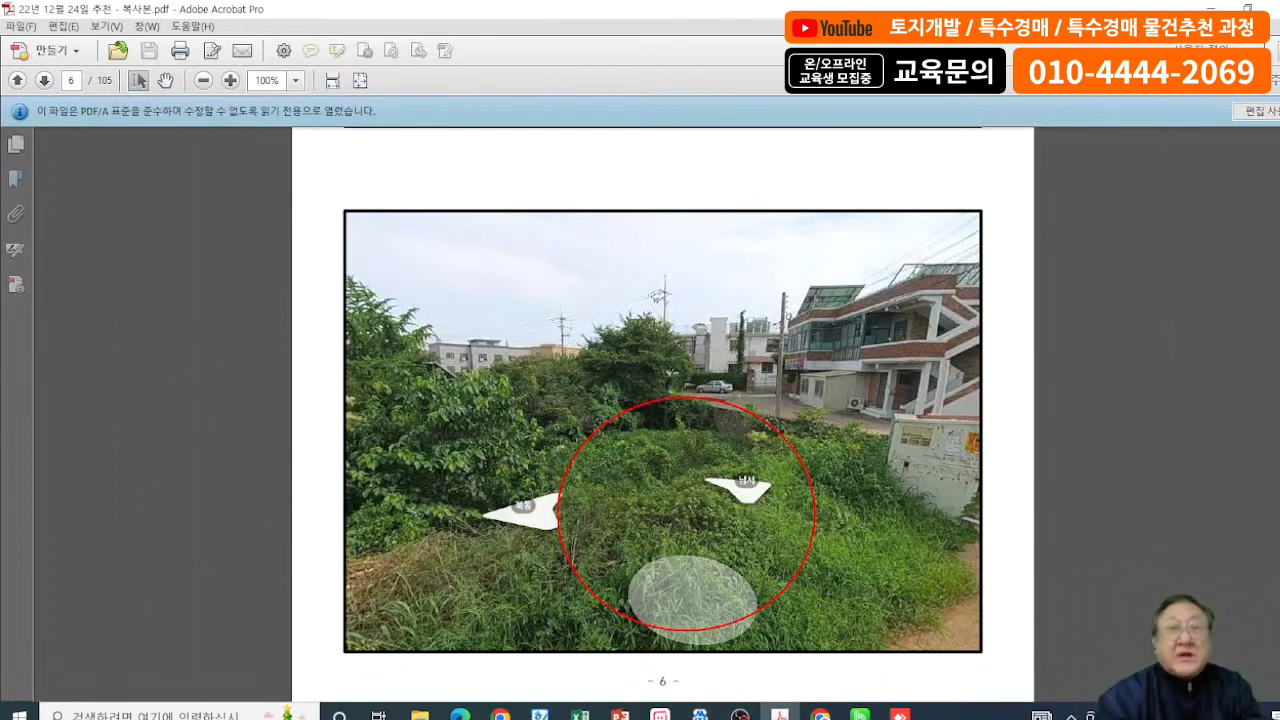 22년 12월 24일 추천 - 복사본.pdf - Adobe Acrobat Pro
파일(F) 편집(E) 보기(V) 창(W) 도움말(H)
YouTube 토지개발 / 특수경매 / 특수경매 물건추천 과정
만들기
온/오프라인
교육생 모집중
교육문의
010-4444-2069
6 / 105
100%
이 파일은 PDF/A 표준을 준수하며 수정할 수 없도록 읽기 전용으로 열렸습니다.
편집 사용
북동
남서
- 6 -
검색하려면 여기에 입력하십시